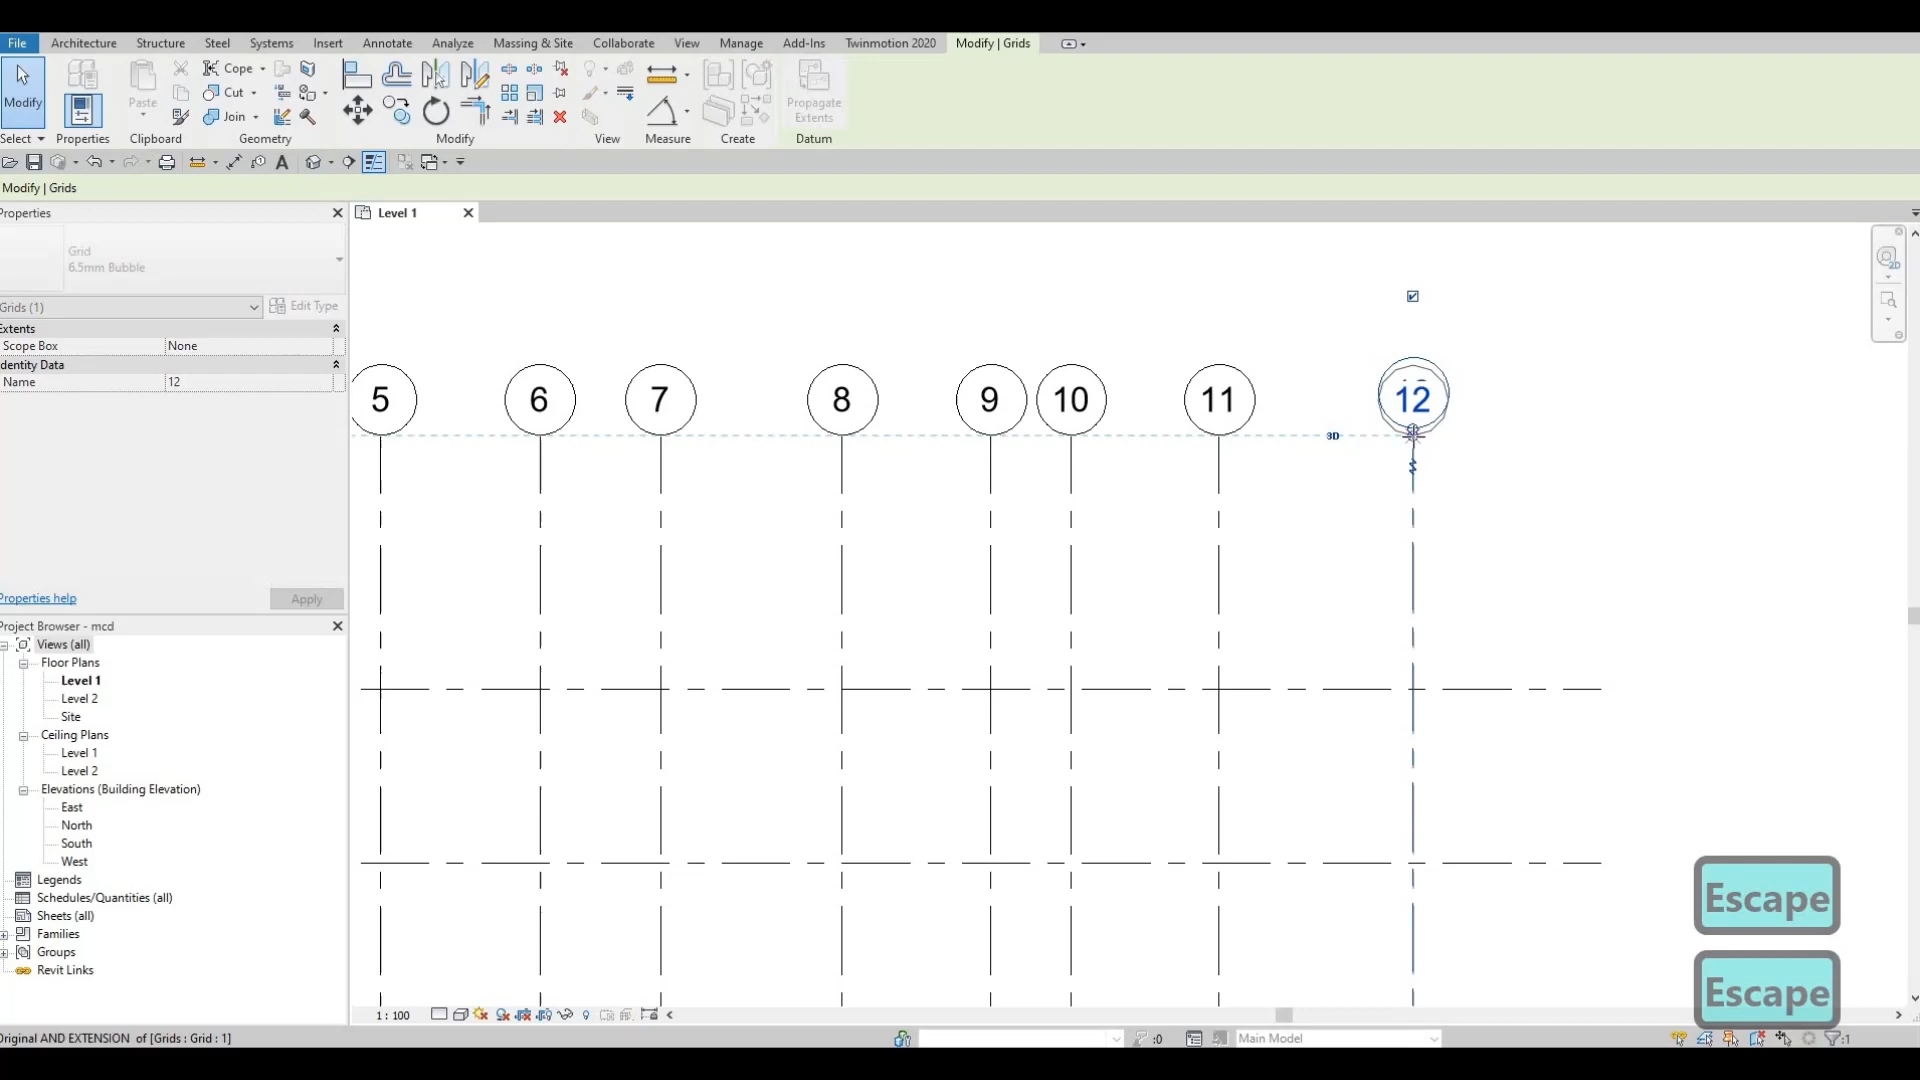 File Architecture Structure Steel Systems Insert Annotate Analyze Massing & Site Collaborate View Manage Add-Ins Twinmotion 2020 Modify | Grids
Modify
Paste
Cope
Cut
Join
Propagate
Extents
Select Properties Clipboard Geometry Modify View Measure Create Datum
Modify | Grids
Properties
Level 1
Grid
6.5mm Bubble
Grids (1)
Edit Type
Extents
Scope Box None
Identity Data
Name 12
Properties help
Apply
Project Browser - mcd
Views (all)
Floor Plans
Level 1
Level 2
Site
Ceiling Plans
Level 1
Level 2
Elevations (Building Elevation)
East
North
South
West
Legends
Schedules/Quantities (all)
Sheets (all)
Families
Groups
Revit Links
2D
5 6 7 8 9 10 11 12
3D
Escape
Escape
1 : 100
Original AND EXTENSION of [Grids : Grid : 1]
:0
Main Model
:1